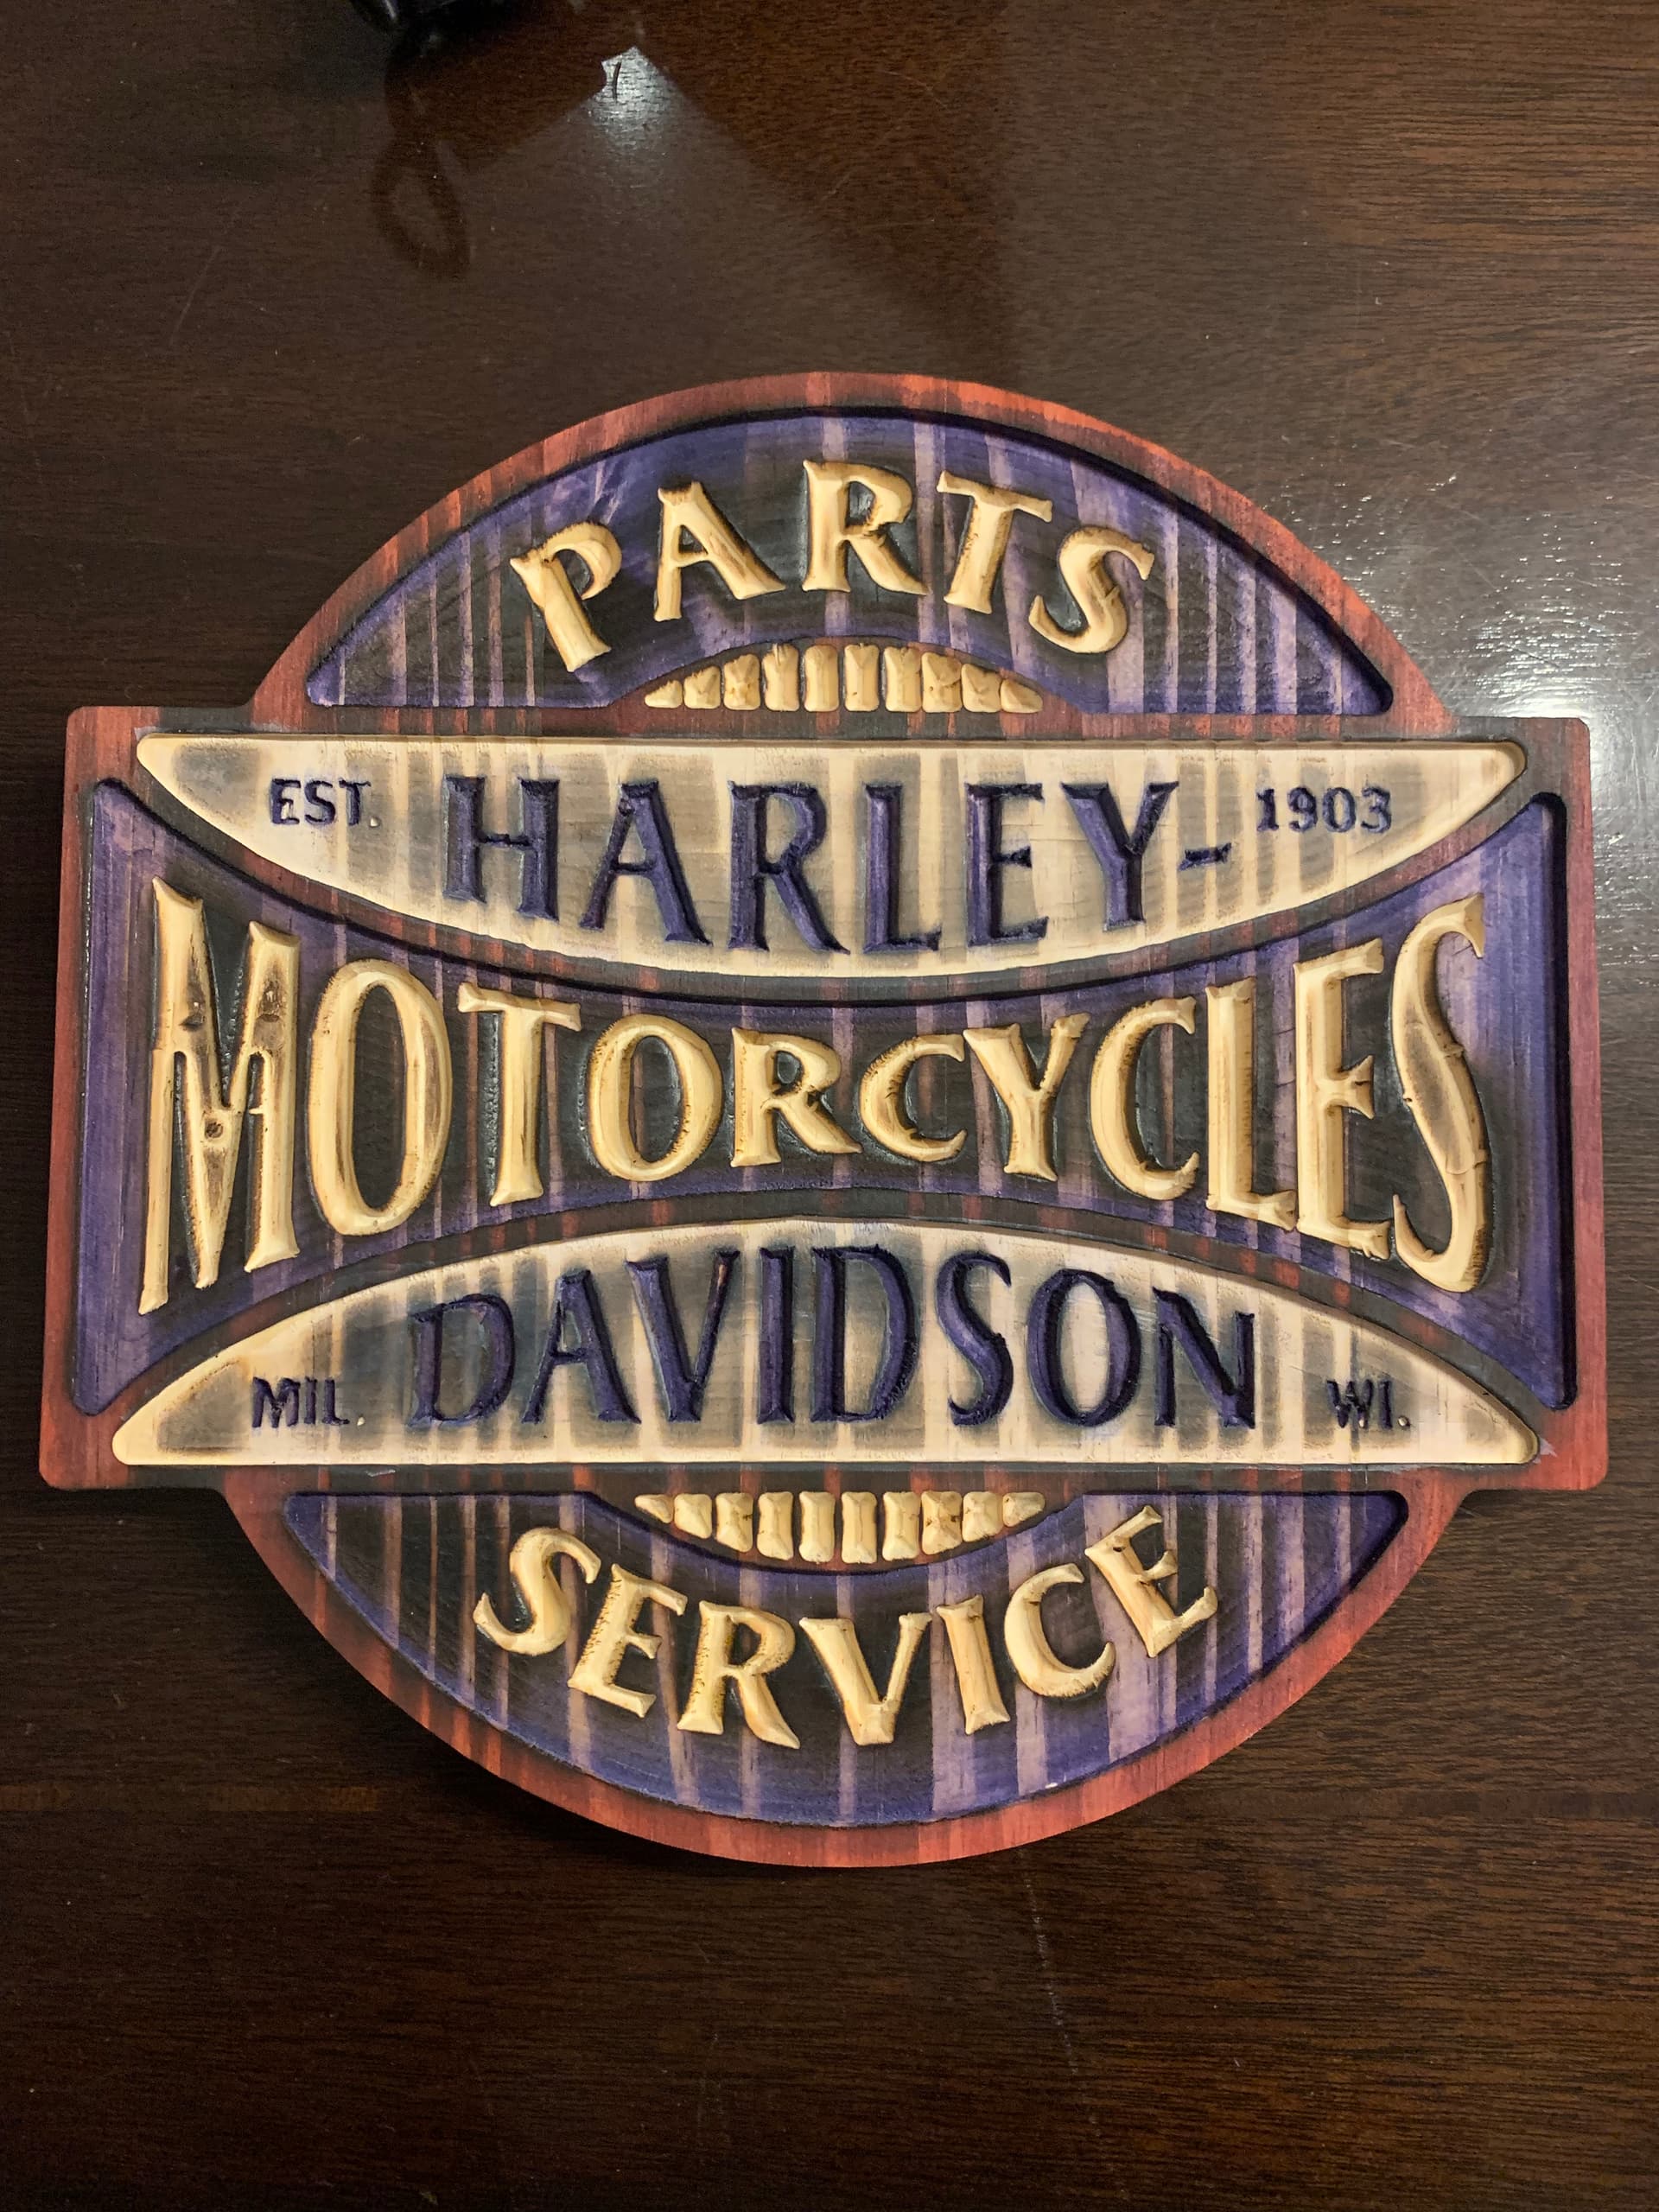 PARTS
EST. HARLEY- 1903
MOTORCYCLES
MIL. DAVIDSON WI.
SERVICE